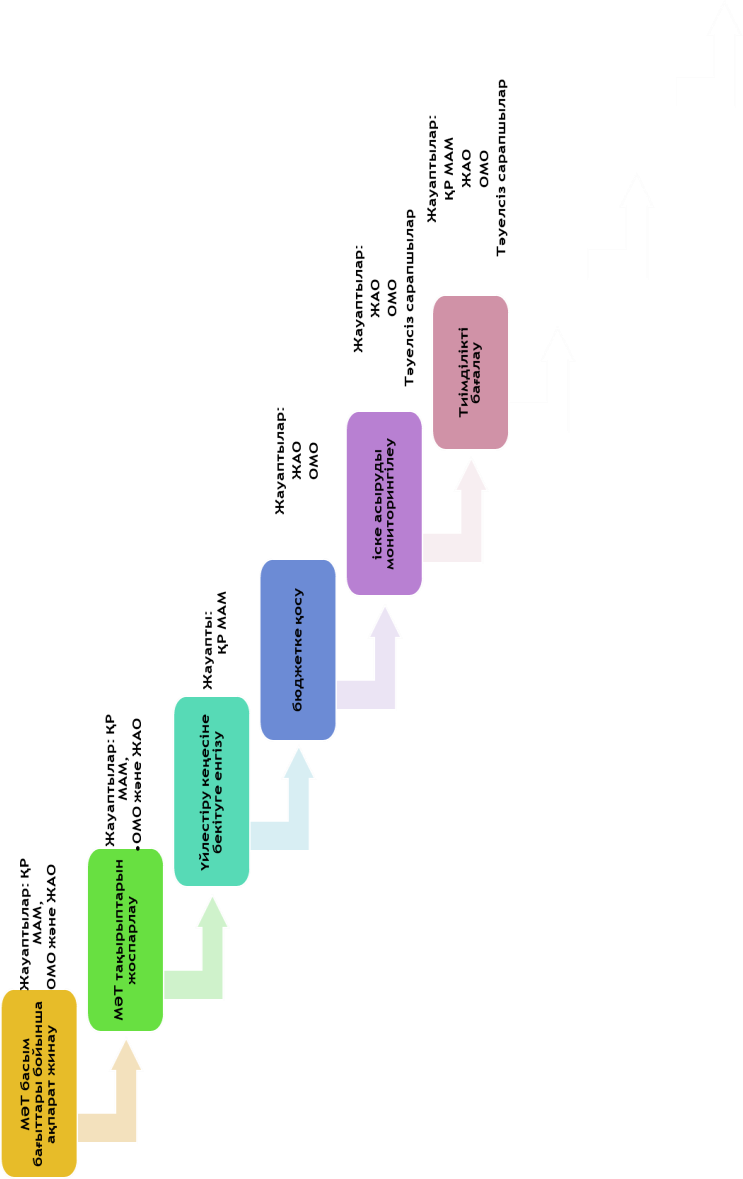 МӘТ басым
бағыттары бойынша
ақпарат жинау
Жауаптылар: ҚР
МАМ,
ОМО және ЖАО
МӘТ тақырыптарын
жоспарлау
Жауаптылар: ҚР
МАМ,
•ОМО және ЖАО
Үйлестіру кеңесіне
бекітуге енгізу
Жауапты:
ҚР МАМ
бюджетке қосу
Жауаптылар:
ЖАО
ОМО
іске асыруды
мониторингілеу
Жауаптылар:
ЖАО
ОМО
Тәуелсіз сарапшылар
Тиімділікті
бағалау
Жауаптылар:
ҚР МАМ
ЖАО
ОМО
Тәуелсіз сарапшылар